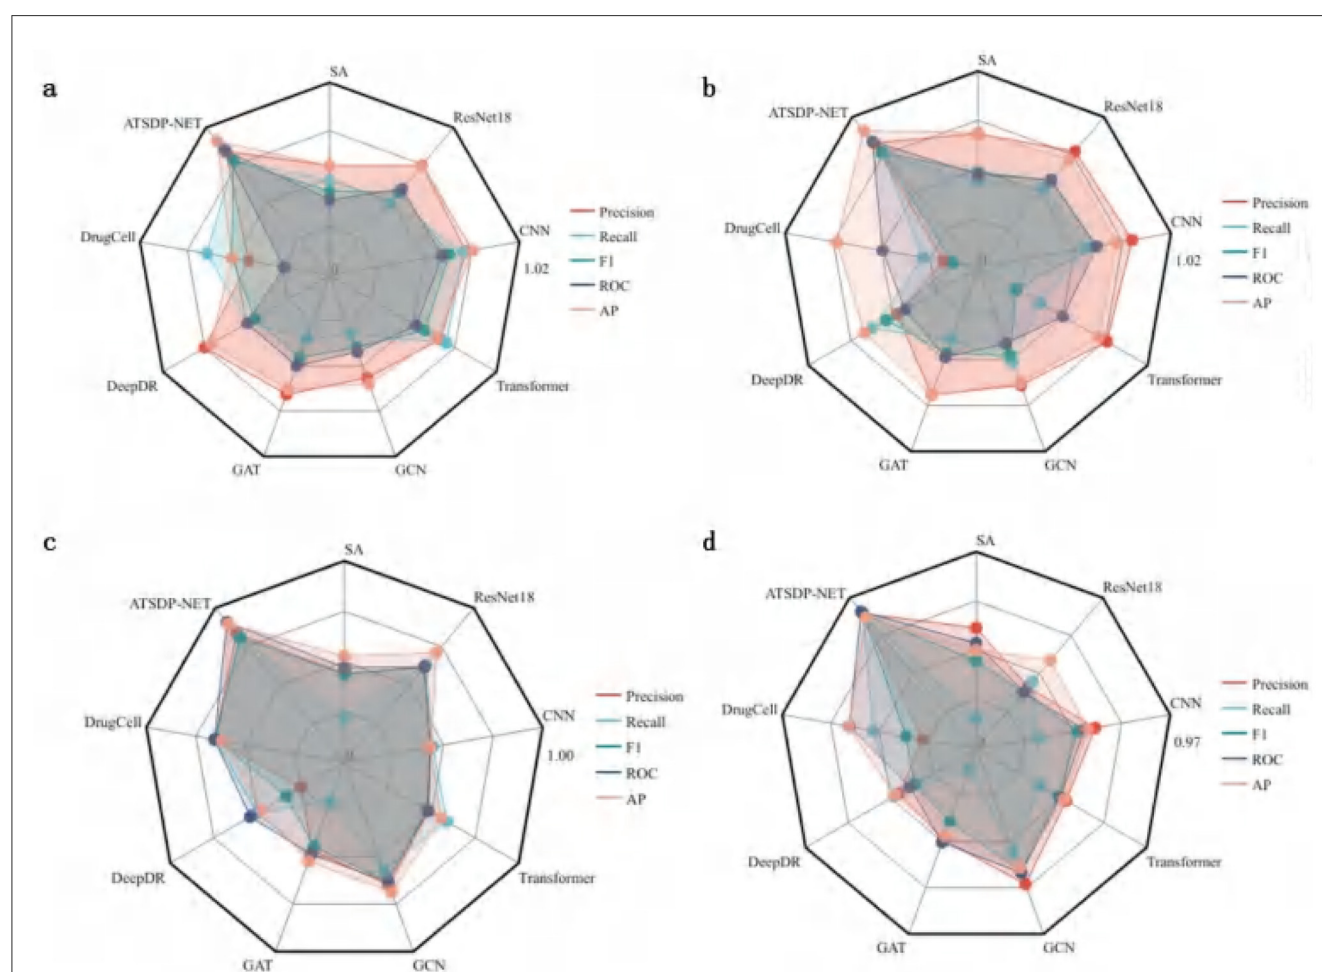 a
SA
ResNet18
CNN
1.02
Transformer
GCN
GAT
DeepDR
DrugCell
ATSDP-NET
0
Precision
Recall
F1
ROC
AP
b
SA
ResNet18
CNN
1.02
Transformer
GCN
GAT
DeepDR
DrugCell
ATSDP-NET
0
Precision
Recall
F1
ROC
AP
c
SA
ResNet18
CNN
1.00
Transformer
GCN
GAT
DeepDR
DrugCell
ATSDP-NET
0
Precision
Recall
F1
ROC
AP
d
SA
ResNet18
CNN
0.97
Transformer
GCN
GAT
DeepDR
DrugCell
ATSDP-NET
Precision
Recall
F1
ROC
AP